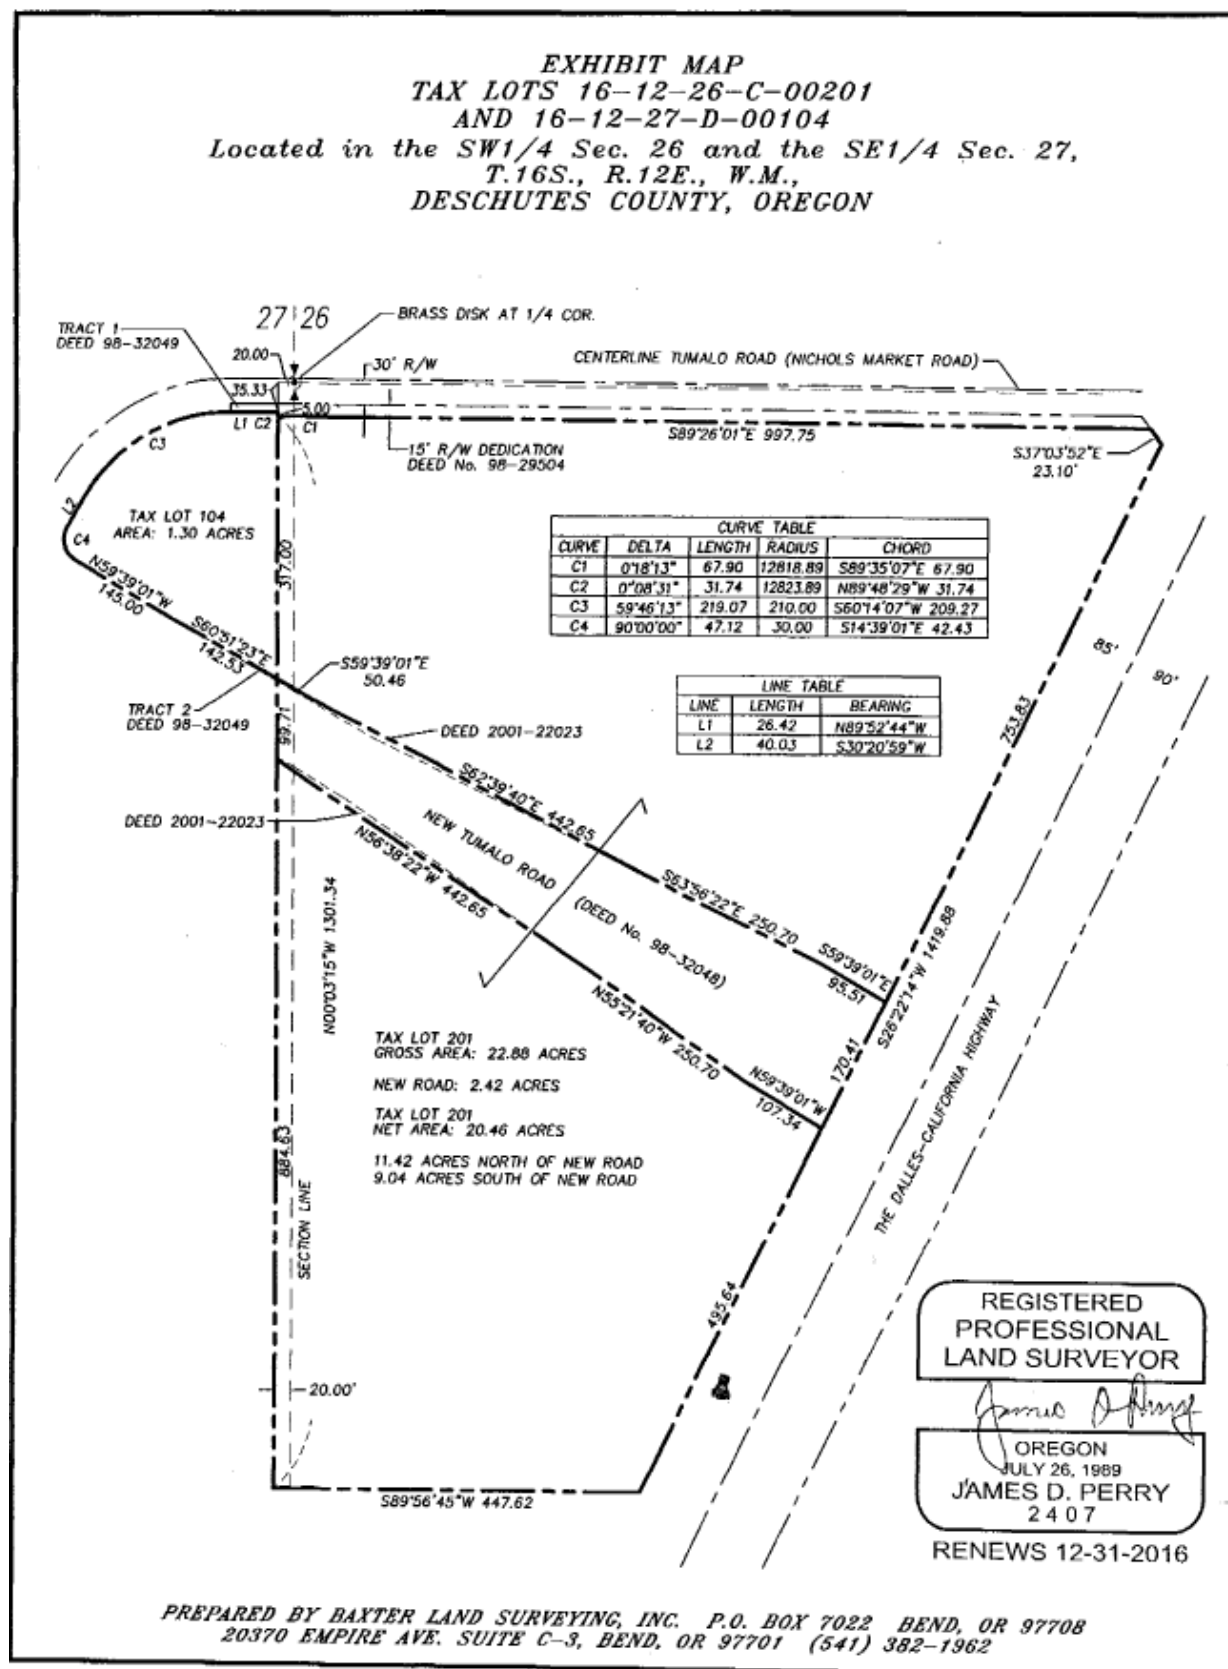 EXHIBIT MAP
TAX LOTS 16-12-26-C-00201
AND 16-12-27-D-00104
Located in the SW1/4 Sec. 26 and the SE1/4 Sec. 27,
T.16S., R.12E., W.M.,
DESCHUTES COUNTY, OREGON
27 26
BRASS DISK AT 1/4 COR.
TRACT 1
DEED 98-32049
20.00
30' R/W
CENTERLINE TUMALO ROAD (NICHOLS MARKET ROAD)
35.33
5.00
L1 C2 C1
C3
S89°26'01"E 997.75
15' R/W DEDICATION
DEED No. 98-29504
S37°03'52"E
23.10'
L2
C4
TAX LOT 104
AREA: 1.30 ACRES
317.00
CURVE TABLE
CURVE DELTA LENGTH RADIUS CHORD
C1 0°18'13" 67.90 12818.89 S89°35'07"E 67.90
C2 0°08'31" 31.74 12823.89 N89°48'29"W 31.74
C3 59°46'13" 219.07 210.00 S60°14'07"W 209.27
C4 90°00'00" 47.12 30.00 S14°39'01"E 42.43
N59°39'01"W
145.00
S60°51'23"E
142.53
S59°39'01"E
50.46
85'
90'
LINE TABLE
LINE LENGTH BEARING
L1 26.42 N89°52'44"W
L2 40.03 S30°20'59"W
TRACT 2
DEED 98-32049
99.71
DEED 2001-22023
753.83
S62°39'40"E 442.65
DEED 2001-22023
NEW TUMALO ROAD
(DEED No. 98-32048)
N56°38'22"W 442.65
S63°56'22"E 250.70
S59°39'01"E
95.51
S26°22'14"W 1419.88
N00°03'15"W 1301.34
N55°21'40"W 250.70
N59°39'01"W
107.34
170.41
THE DALLES-CALIFORNIA HIGHWAY
TAX LOT 201
GROSS AREA: 22.88 ACRES
NEW ROAD: 2.42 ACRES
TAX LOT 201
NET AREA: 20.46 ACRES
11.42 ACRES NORTH OF NEW ROAD
9.04 ACRES SOUTH OF NEW ROAD
884.63
SECTION LINE
495.64
20.00'
S89°56'45"W 447.62
REGISTERED
PROFESSIONAL
LAND SURVEYOR
James D Perry
OREGON
JULY 26, 1989
JAMES D. PERRY
2407
RENEWS 12-31-2016
PREPARED BY BAXTER LAND SURVEYING, INC. P.O. BOX 7022 BEND, OR 97708
20370 EMPIRE AVE. SUITE C-3, BEND, OR 97701 (541) 382-1962